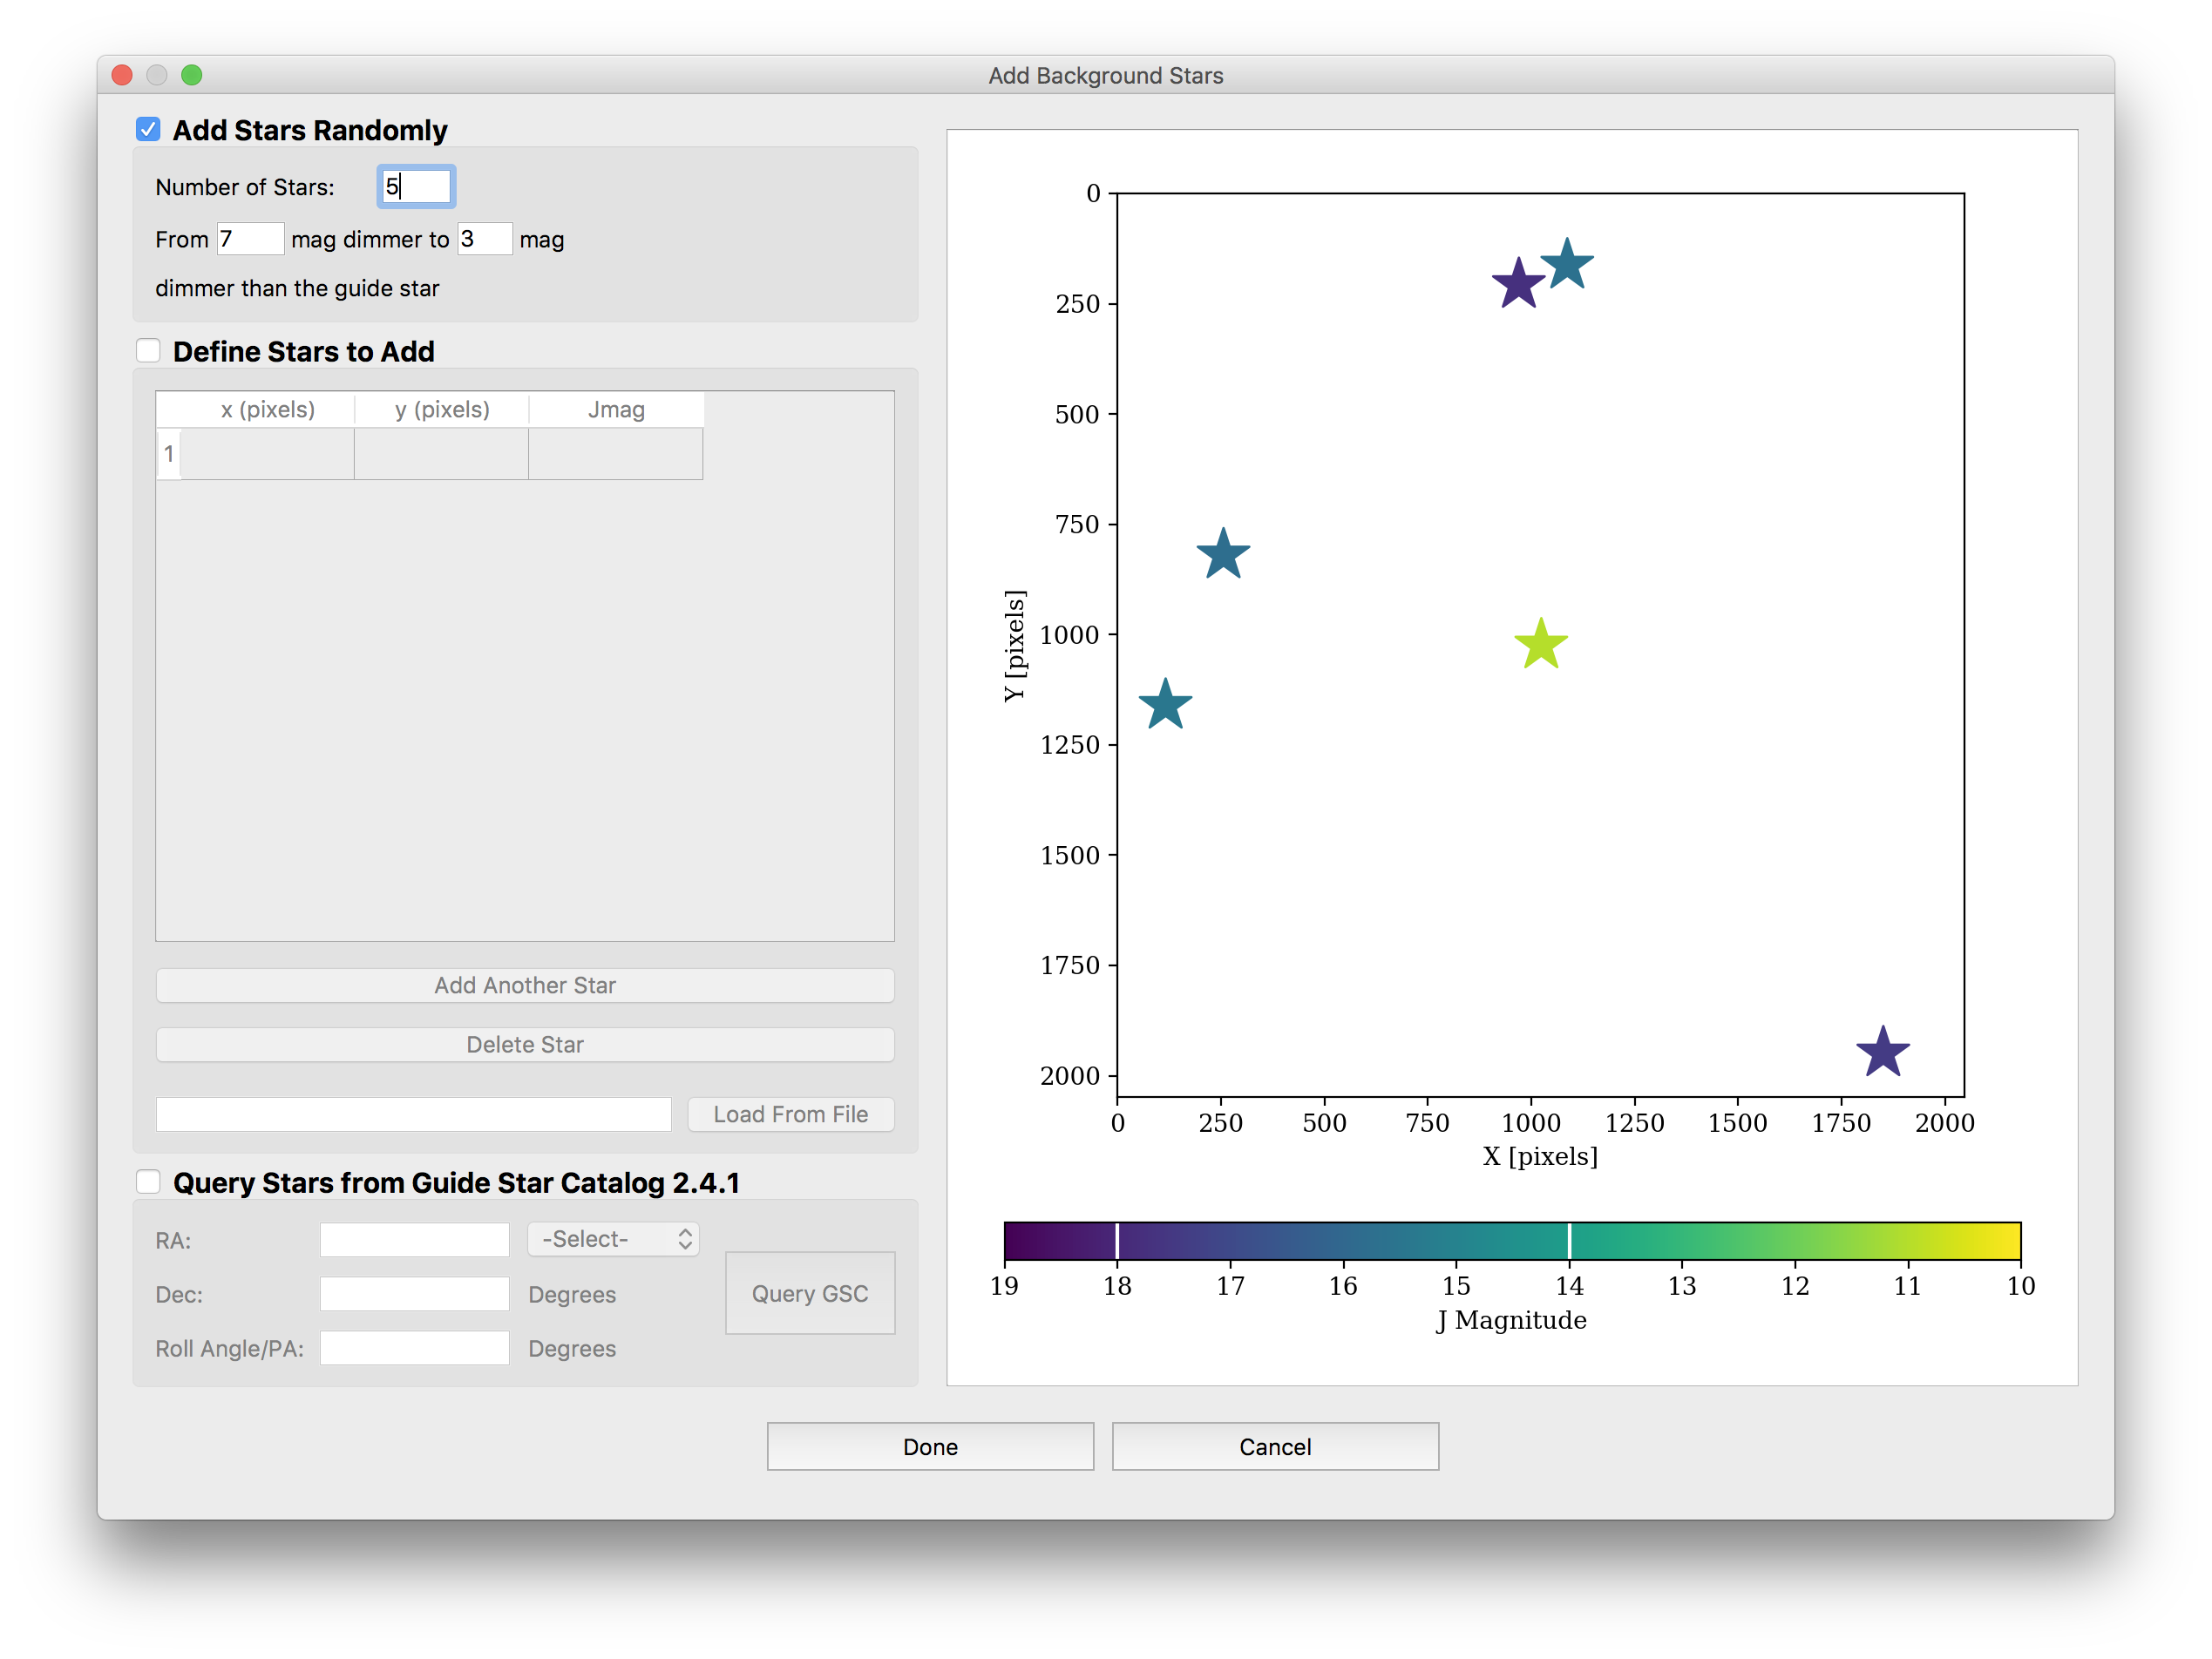 Add Background Stars
Add Stars Randomly
Number of Stars: 5
From 7 mag dimmer to 3 mag
dimmer than the guide star
Define Stars to Add
x (pixels) y (pixels) Jmag
1
Add Another Star
Delete Star
Load From File
Query Stars from Guide Star Catalog 2.4.1
RA: -Select-
Dec: Degrees
Query GSC
Roll Angle/PA: Degrees
0
250
500
750
1000
1250
1500
1750
2000
Y [pixels]
0 250 500 750 1000 1250 1500 1750 2000
X [pixels]
19 18 17 16 15 14 13 12 11 10
J Magnitude
Done Cancel